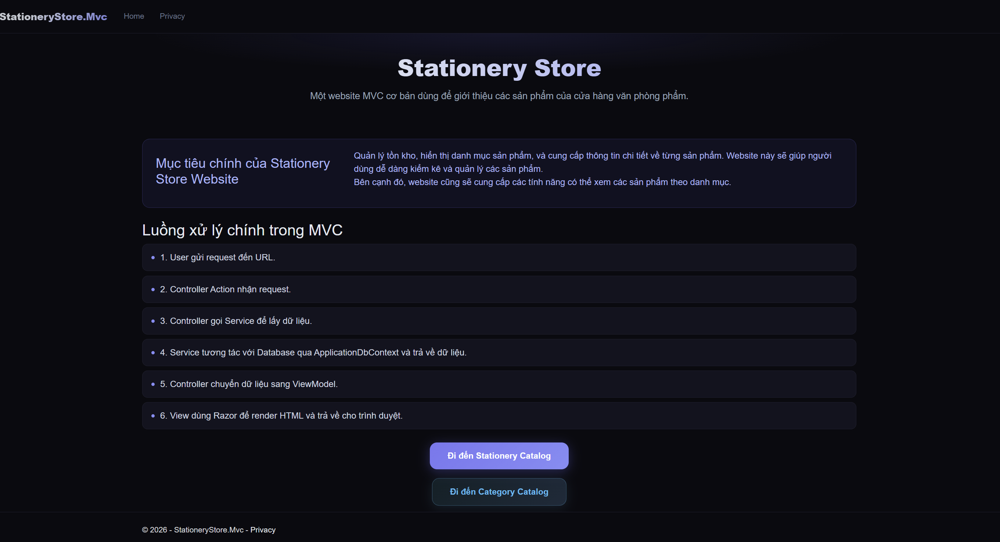 StationeryStore.Mvc Home Privacy
Stationery Store
Một website MVC cơ bản dùng để giới thiệu các sản phẩm của cửa hàng văn phòng phẩm.
Mục tiêu chính của Stationery
Store Website
Quản lý tồn kho, hiển thị danh mục sản phẩm, và cung cấp thông tin chi tiết về từng sản phẩm. Website này sẽ giúp người
dùng dễ dàng kiểm kê và quản lý các sản phẩm.
Bên cạnh đó, website cũng sẽ cung cấp các tính năng có thể xem các sản phẩm theo danh mục.
Luồng xử lý chính trong MVC
1. User gửi request đến URL.
2. Controller Action nhận request.
3. Controller gọi Service để lấy dữ liệu.
4. Service tương tác với Database qua ApplicationDbContext và trả về dữ liệu.
5. Controller chuyển dữ liệu sang ViewModel.
6. View dùng Razor để render HTML và trả về cho trình duyệt.
Đi đến Stationery Catalog
Đi đến Category Catalog
© 2026 - StationeryStore.Mvc - Privacy